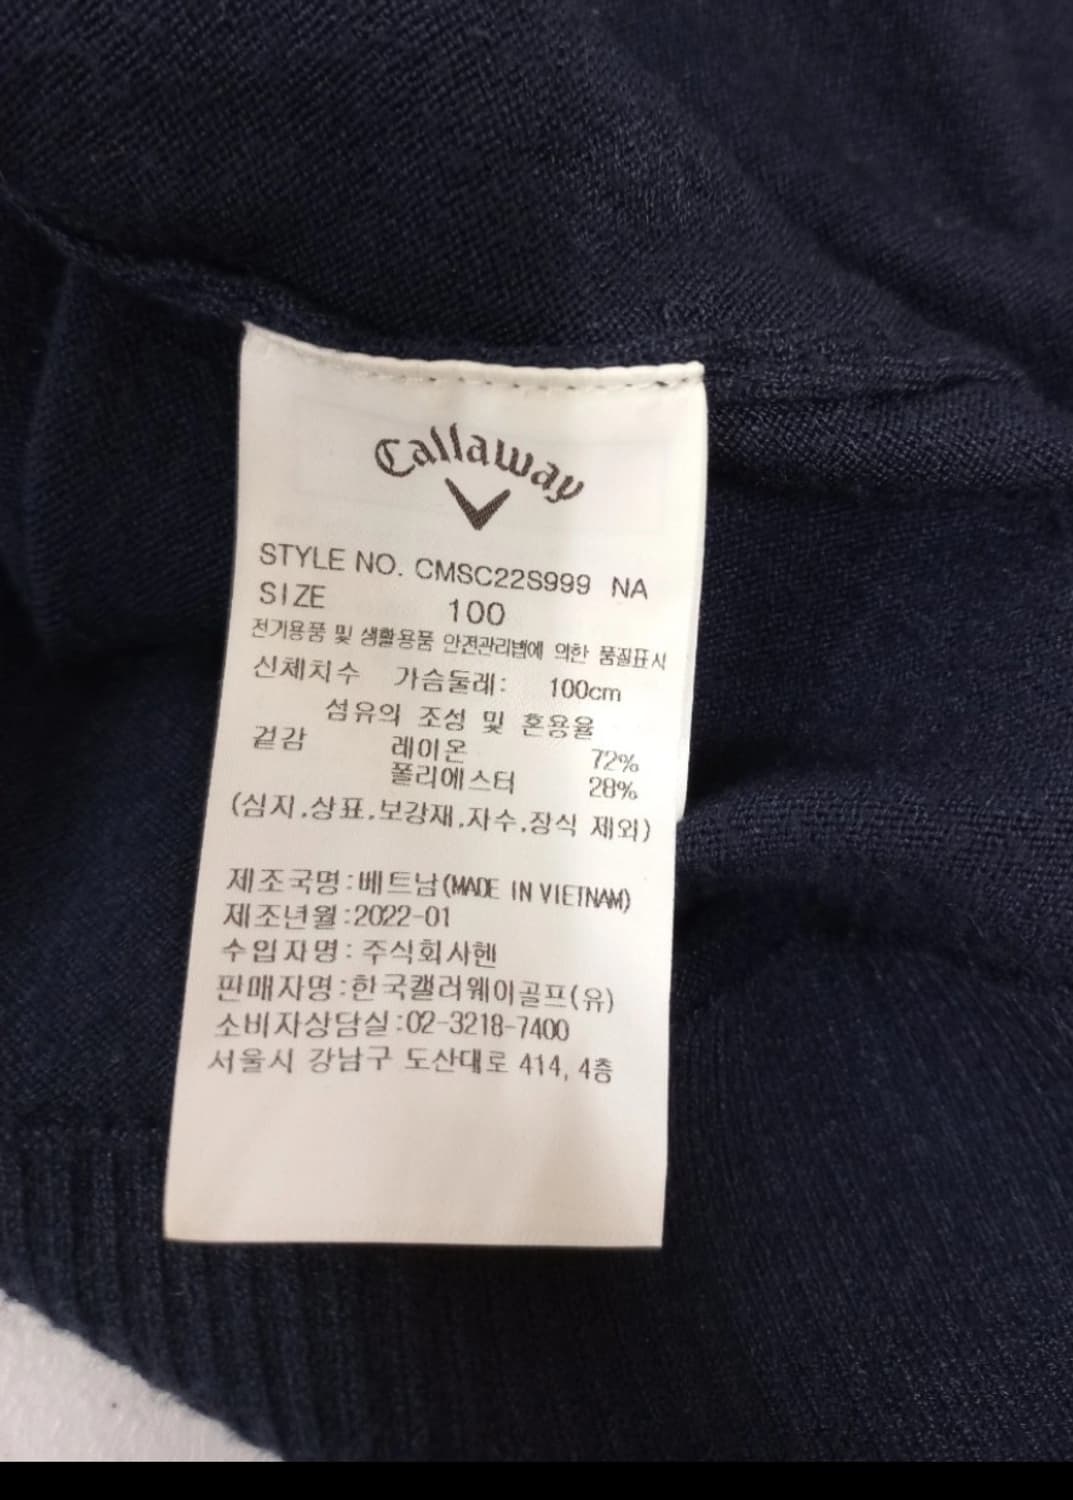 Callaway
STYLE NO. CMSC22S999 NA
SIZE 100
전기용품 및 생활용품 안전관리법에 의한 품질표시
신체치수 가슴둘레: 100cm
섬유의 조성 및 혼용율
겉감 레이온 72%
폴리에스터 28%
(심지.상표.보강재.자수.장식 제외)
제조국명:베트남(MADE IN VIETNAM)
제조년월:2022-01
수입자명: 주식회사헨
판매자명:한국캘러웨이골프(유)
소비자상담실:02-3218-7400
서울시 강남구 도산대로 414, 4층